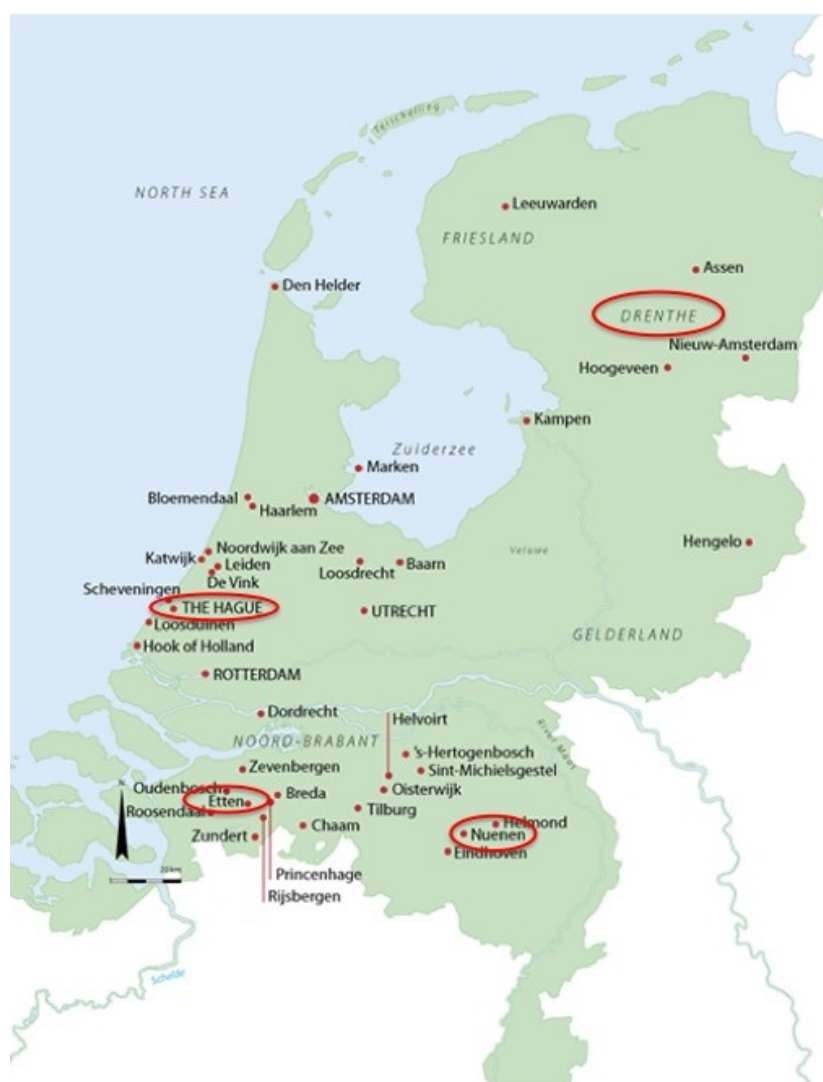 Terschelling
NORTH SEA
Leeuwarden
FRIESLAND
Assen
Den Helder
DRENTHE
Nieuw-Amsterdam
Hoogeveen
Kampen
Zuiderzee
Marken
Bloemendaal
AMSTERDAM
Haarlem
Hengelo
Noordwijk aan Zee
Veluwe
Katwijk
Leiden
Loosdrecht
Baarn
De Vink
Scheveningen
THE HAGUE
UTRECHT
Loosduinen
GELDERLAND
Hook of Holland
ROTTERDAM
Dordrecht
Helvoirt
River Maas
NOORD-BRABANT
's-Hertogenbosch
Zevenbergen
Sint-Michielsgestel
N
Oudenbosch
Oisterwijk
Etten
Breda
Roosendaal
Tilburg
Helmond
Zundert
Chaam
Nuenen
Eindhoven
20 km
Princenhage
Rijsbergen
Schelde